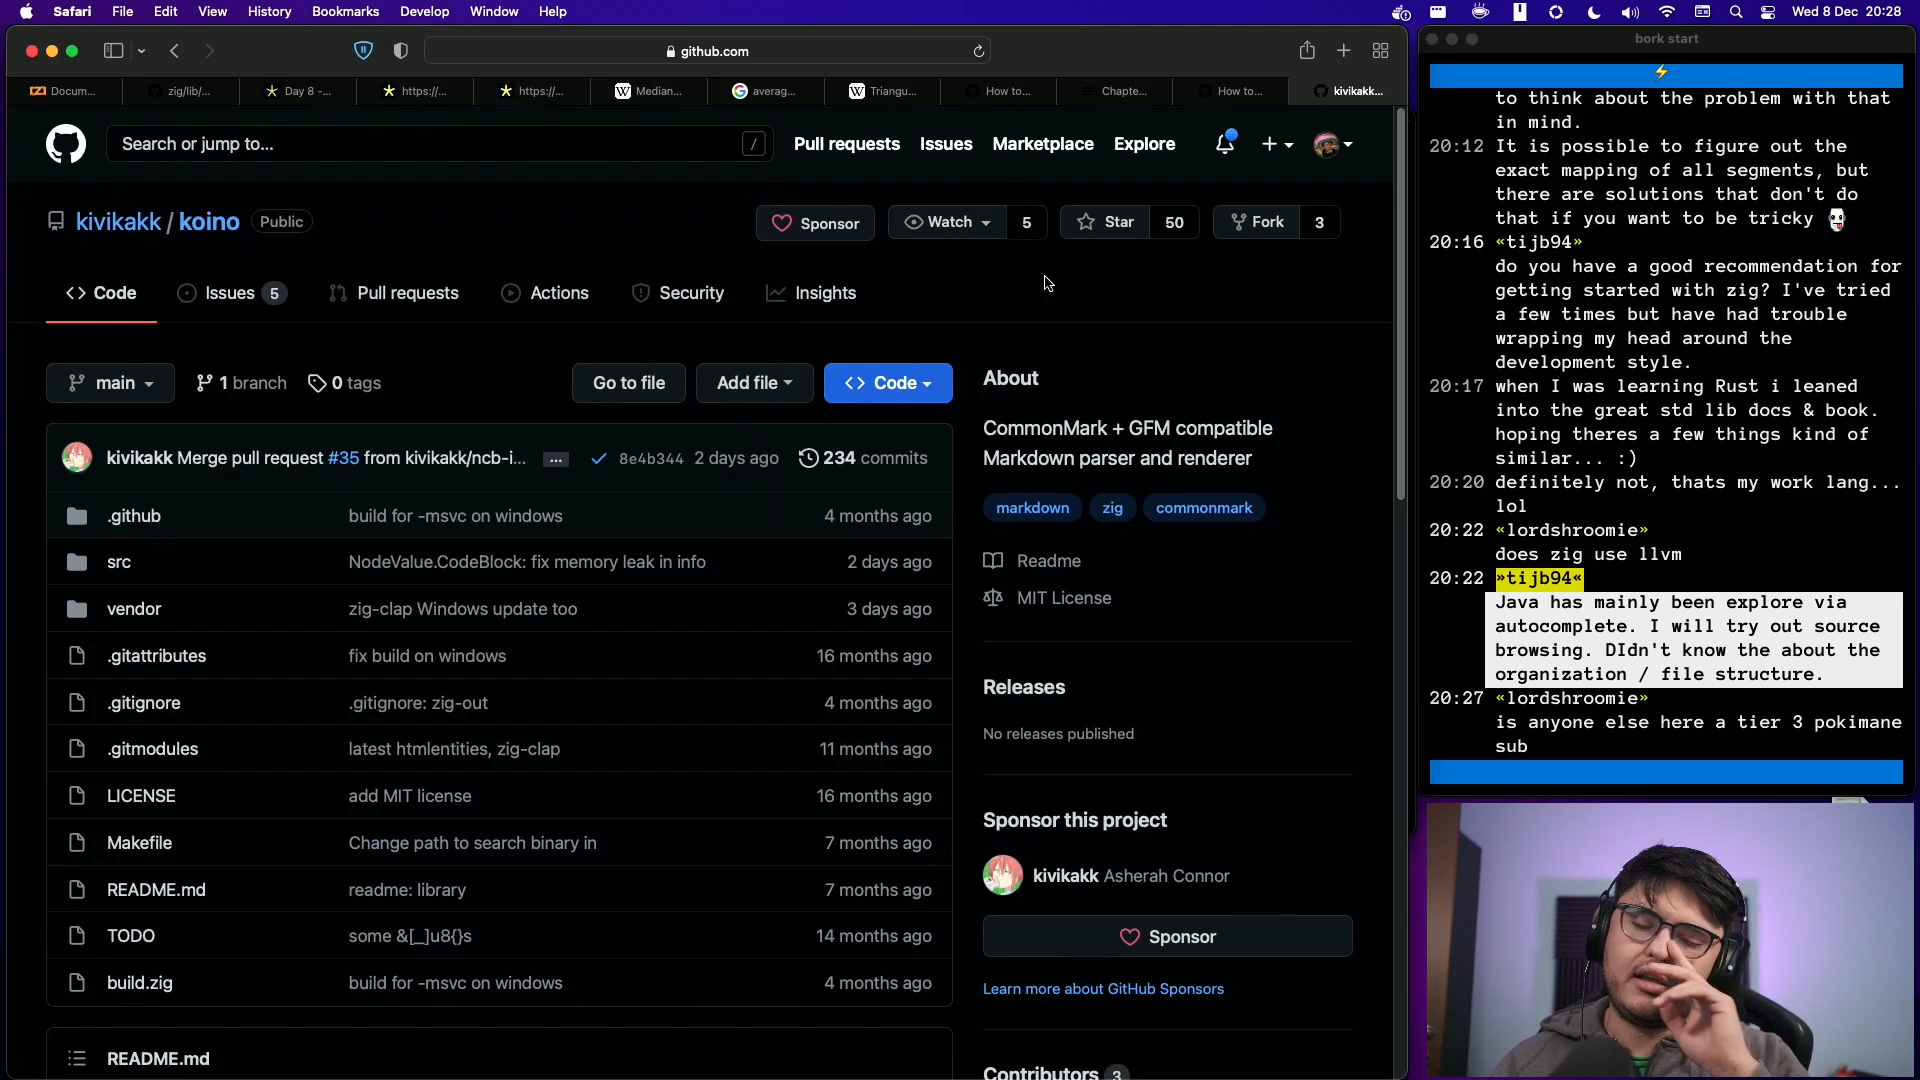 Safari File Edit View History Bookmarks Develop Window Help
Wed 8 Dec 20:28
github.com
Docum...
zig/lib/...
Day 8 -...
https://...
https://...
Median...
averag...
Triangu...
How to...
Chapte...
How to...
kivikakk...
Search or jump to...
/
Pull requests Issues Marketplace Explore
kivikakk / koino Public
Sponsor
Watch 5
Star 50
Fork 3
Code
Issues 5
Pull requests
Actions
Security
Insights
main
1 branch
0 tags
Go to file
Add file
Code
kivikakk Merge pull request #35 from kivikakk/ncb-i... ... 8e4b344 2 days ago 234 commits
.github build for -msvc on windows 4 months ago
src NodeValue.CodeBlock: fix memory leak in info 2 days ago
vendor zig-clap Windows update too 3 days ago
.gitattributes fix build on windows 16 months ago
.gitignore .gitignore: zig-out 4 months ago
.gitmodules latest htmlentities, zig-clap 11 months ago
LICENSE add MIT license 16 months ago
Makefile Change path to search binary in 7 months ago
README.md readme: library 7 months ago
TODO some &[_]u8{}s 14 months ago
build.zig build for -msvc on windows 4 months ago
README.md
About
CommonMark + GFM compatible
Markdown parser and renderer
markdown zig commonmark
Readme
MIT License
Releases
No releases published
Sponsor this project
kivikakk Asherah Connor
Sponsor
Learn more about GitHub Sponsors
Contributors 3
bork start
to think about the problem with that
in mind.
20:12 It is possible to figure out the
exact mapping of all segments, but
there are solutions that don't do
that if you want to be tricky
20:16 «tijb94»
do you have a good recommendation for
getting started with zig? I've tried
a few times but have had trouble
wrapping my head around the
development style.
20:17 when I was learning Rust i leaned
into the great std lib docs & book.
hoping theres a few things kind of
similar... :)
20:20 definitely not, thats my work lang...
lol
20:22 «lordshroomie»
does zig use llvm
20:22 »tijb94«
Java has mainly been explore via
autocomplete. I will try out source
browsing. DIdn't know the about the
organization / file structure.
20:27 «lordshroomie»
is anyone else here a tier 3 pokimane
sub